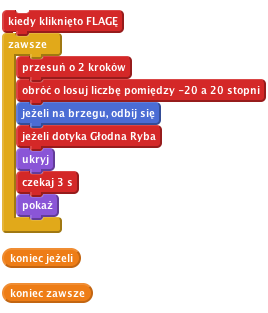 kiedy kliknięto FLAGĘ
zawsze
przesuń o 2 kroków
obróć o losuj liczbę pomiędzy -20 a 20 stopni
jeżeli na brzegu, odbij się
jeżeli dotyka Głodna Ryba
ukryj
czekaj 3 s
pokaż
koniec jeżeli
koniec zawsze